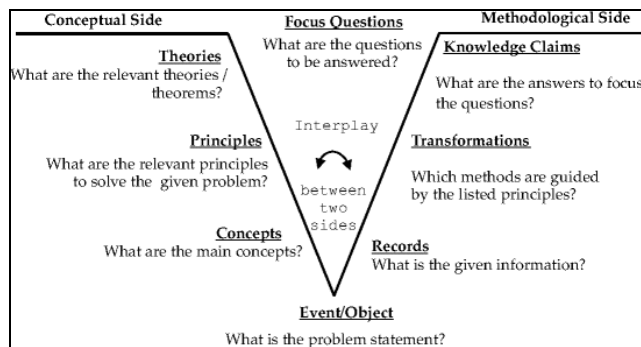 Conceptual Side
Focus Questions
Methodological Side
What are the questions
to be answered?
Theories
What are the relevant theories /
theorems?
Knowledge Claims
What are the answers to focus
the questions?
Interplay
Principles
What are the relevant principles
to solve the given problem?
Transformations
Which methods are guided
by the listed principles?
between
two
sides
Concepts
What are the main concepts?
Records
What is the given information?
Event/Object
What is the problem statement?